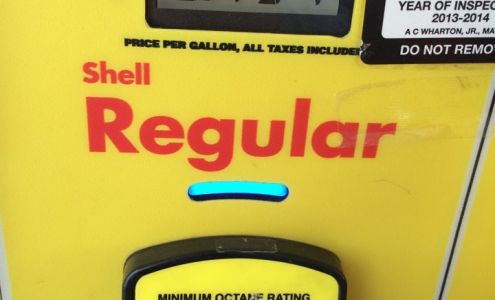 YEAR OF INSPEC
2013-2014
A C WHARTON, JR., MA
DO NOT REMO
PRICE PER GALLON, ALL TAXES INCLUDE
Shell
Regular
MINIMUM OCTANE RATING